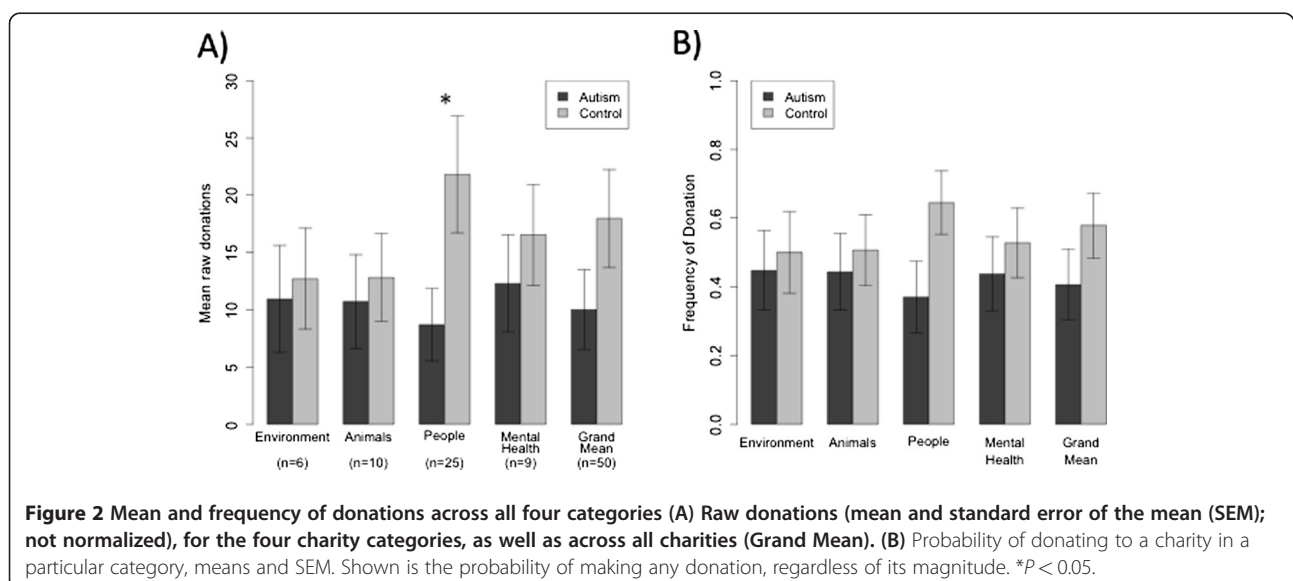 A)
30
25
20
15
10
5
0
Mean raw donations
*
Autism
Control
Environment Animals People Mental Health Grand Mean
(n=6) (n=10) (n=25) (n=9) (n=50)
B)
1.0
0.8
0.6
0.4
0.2
0.0
Frequency of Donation
Autism
Control
Environment Animals People Mental Health Grand Mean
Figure 2 Mean and frequency of donations across all four categories (A) Raw donations (mean and standard error of the mean (SEM);
not normalized), for the four charity categories, as well as across all charities (Grand Mean). (B) Probability of donating to a charity in a
particular category, means and SEM. Shown is the probability of making any donation, regardless of its magnitude. *P < 0.05.